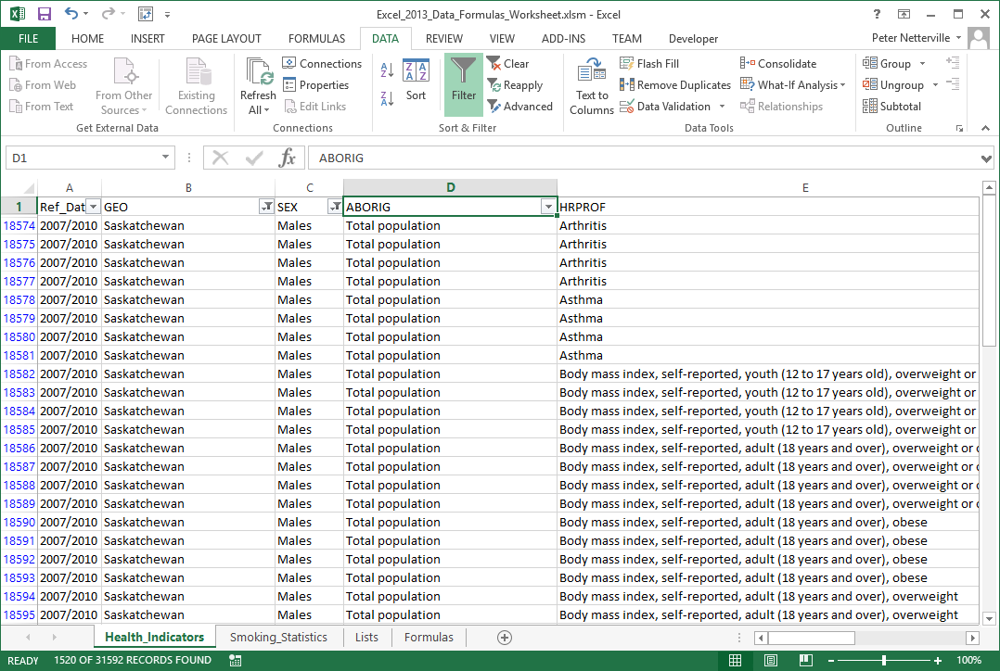 Excel_2013_Data_Formulas_Worksheet.xlsm - Excel
FILE HOME INSERT PAGE LAYOUT FORMULAS DATA REVIEW VIEW ADD-INS TEAM Developer Peter Netterville
From Access
From Web
From Text
From Other
Sources
Existing
Connections
Get External Data
Refresh
All
Connections
Properties
Edit Links
Connections
Sort
Filter
Clear
Reapply
Advanced
Sort & Filter
Text to
Columns
Flash Fill
Remove Duplicates
Data Validation
Consolidate
What-If Analysis
Relationships
Data Tools
Group
Ungroup
Subtotal
Outline
D1 fx ABORIG
A B C D E
1 Ref_Dat GEO SEX ABORIG HRPROF
18574 2007/2010 Saskatchewan Males Total population Arthritis
18575 2007/2010 Saskatchewan Males Total population Arthritis
18576 2007/2010 Saskatchewan Males Total population Arthritis
18577 2007/2010 Saskatchewan Males Total population Arthritis
18578 2007/2010 Saskatchewan Males Total population Asthma
18579 2007/2010 Saskatchewan Males Total population Asthma
18580 2007/2010 Saskatchewan Males Total population Asthma
18581 2007/2010 Saskatchewan Males Total population Asthma
18582 2007/2010 Saskatchewan Males Total population Body mass index, self-reported, youth (12 to 17 years old), overweight or
18583 2007/2010 Saskatchewan Males Total population Body mass index, self-reported, youth (12 to 17 years old), overweight or
18584 2007/2010 Saskatchewan Males Total population Body mass index, self-reported, youth (12 to 17 years old), overweight or
18585 2007/2010 Saskatchewan Males Total population Body mass index, self-reported, youth (12 to 17 years old), overweight or
18586 2007/2010 Saskatchewan Males Total population Body mass index, self-reported, adult (18 years and over), overweight or
18587 2007/2010 Saskatchewan Males Total population Body mass index, self-reported, adult (18 years and over), overweight or
18588 2007/2010 Saskatchewan Males Total population Body mass index, self-reported, adult (18 years and over), overweight or
18589 2007/2010 Saskatchewan Males Total population Body mass index, self-reported, adult (18 years and over), overweight or
18590 2007/2010 Saskatchewan Males Total population Body mass index, self-reported, adult (18 years and over), obese
18591 2007/2010 Saskatchewan Males Total population Body mass index, self-reported, adult (18 years and over), obese
18592 2007/2010 Saskatchewan Males Total population Body mass index, self-reported, adult (18 years and over), obese
18593 2007/2010 Saskatchewan Males Total population Body mass index, self-reported, adult (18 years and over), obese
18594 2007/2010 Saskatchewan Males Total population Body mass index, self-reported, adult (18 years and over), overweight
18595 2007/2010 Saskatchewan Males Total population Body mass index, self-reported, adult (18 years and over), overweight
Health_Indicators Smoking_Statistics Lists Formulas
READY 1520 OF 31592 RECORDS FOUND 100%